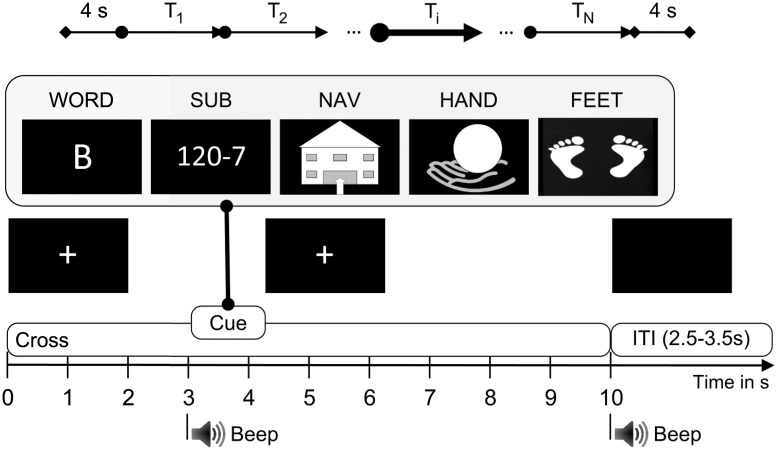 4 s T1 T2 ... Ti ... TN 4 s
WORD SUB NAV HAND FEET
B 120-7
+ +
Cue
Cross ITI (2.5-3.5s)
0 1 2 3 4 5 6 7 8 9 10 Time in s
Beep Beep